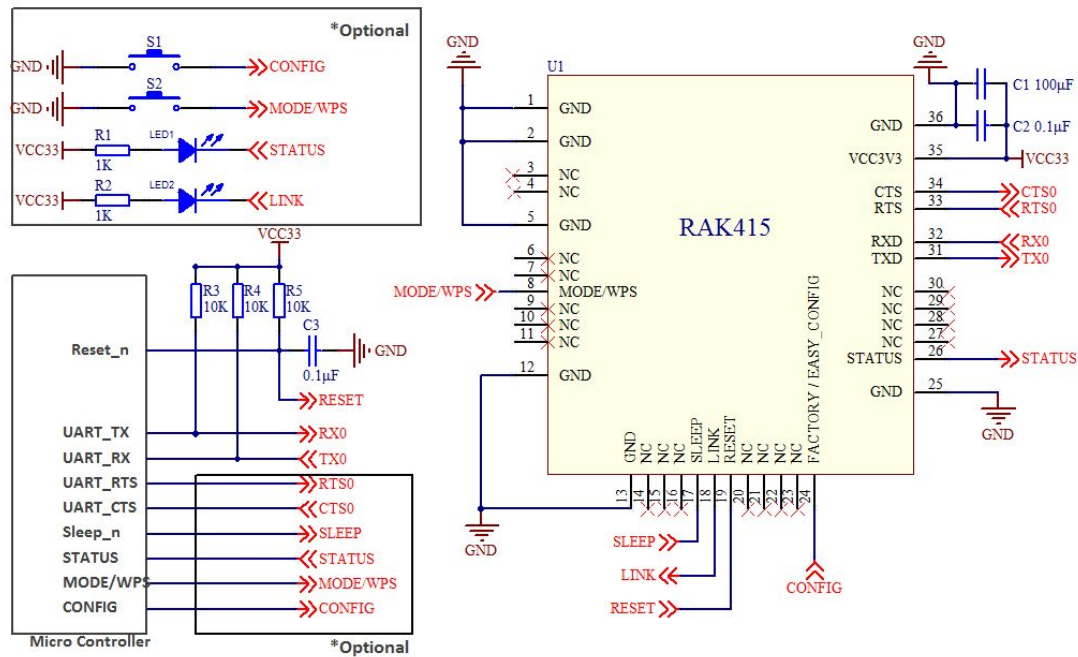 *Optional
S1
GND
CONFIG
S2
GND
MODE/WPS
VCC33
R1
1K
LED1
STATUS
VCC33
R2
1K
LED2
LINK
VCC33
R3
10K
R4
10K
R5
10K
Reset_n
C3
0.1µF
GND
RESET
UART_TX
RX0
UART_RX
TX0
UART_RTS
RTS0
UART_CTS
CTS0
Sleep_n
SLEEP
STATUS
STATUS
MODE/WPS
MODE/WPS
CONFIG
CONFIG
Micro Controller
*Optional
GND
U1
RAK415
1 GND
2 GND
3 NC
4 NC
5 GND
6 NC
7 NC
MODE/WPS
8 MODE/WPS
9 NC
10 NC
11 NC
12 GND
GND
13 GND
14 NC
15 NC
16 NC
17 SLEEP
18 LINK
19 RESET
20 NC
21 NC
22 NC
23 NC
24 FACTORY / EASY_CONFIG
SLEEP
LINK
RESET
CONFIG
GND
C1 100µF
C2 0.1µF
GND 36
VCC3V3 35
VCC33
CTS 34 CTS0
RTS 33 RTS0
RXD 32 RX0
TXD 31 TX0
NC 30
NC 29
NC 28
NC 27
STATUS 26 STATUS
GND 25
GND